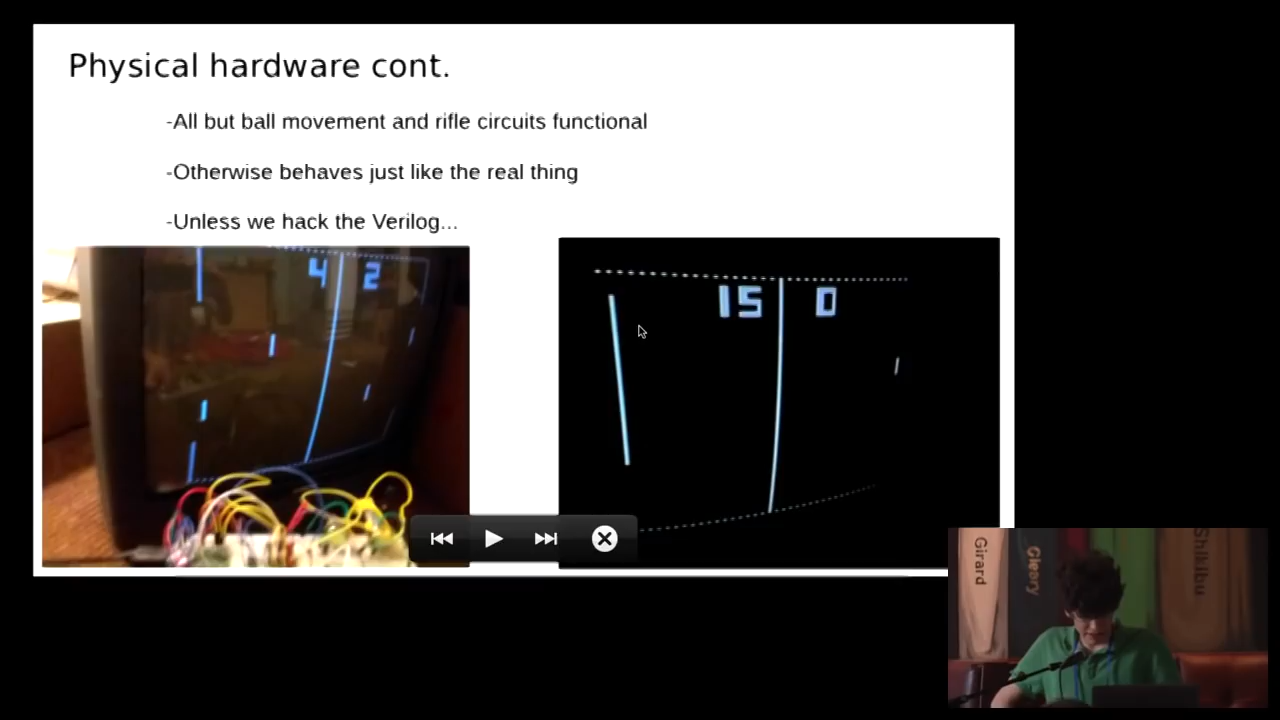 Physical hardware cont.
-All but ball movement and rifle circuits functional
-Otherwise behaves just like the real thing
-Unless we hack the Verilog...
4 2
15 0
Girard
Cleary
Shikibu